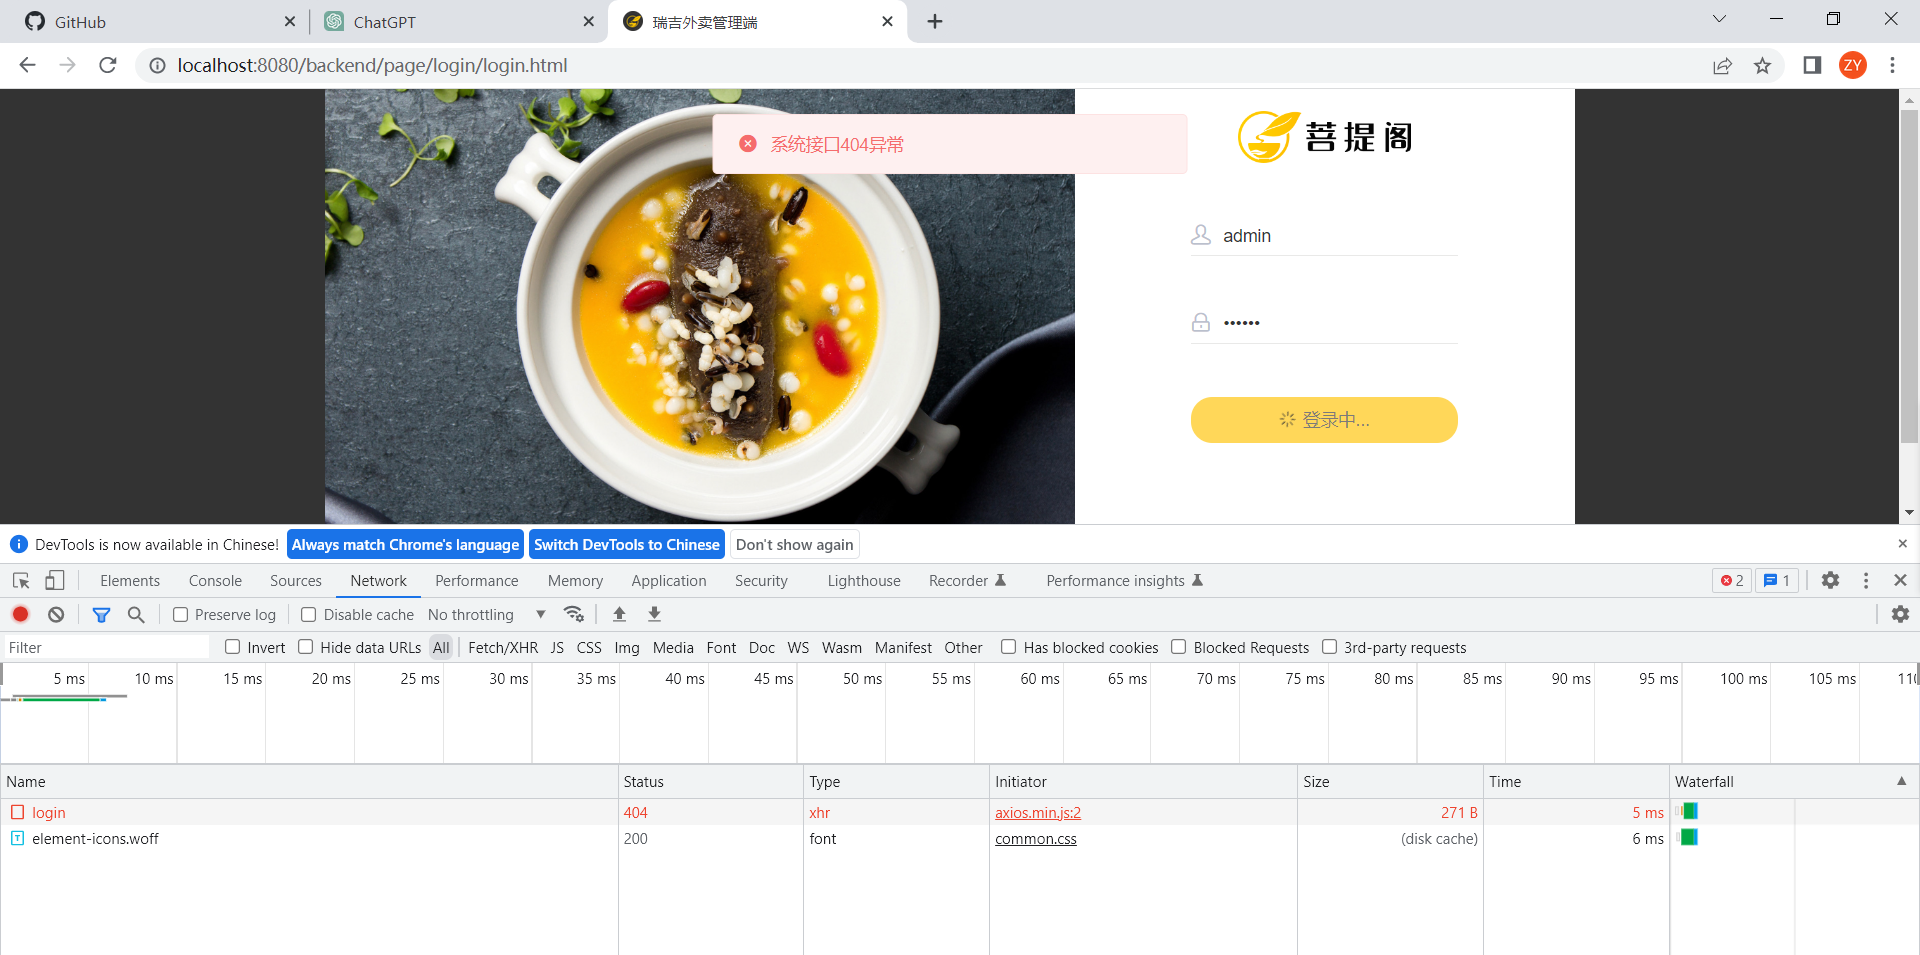 GitHub
ChatGPT
瑞吉外卖管理端
localhost:8080/backend/page/login/login.html
ZY
系统接口404异常
菩提阁
admin
••••••
登录中...
DevTools is now available in Chinese!
Always match Chrome's language
Switch DevTools to Chinese
Don't show again
Elements
Console
Sources
Network
Performance
Memory
Application
Security
Lighthouse
Recorder
Performance insights
2
1
Preserve log
Disable cache
No throttling
Filter
Invert
Hide data URLs
All
Fetch/XHR
JS
CSS
Img
Media
Font
Doc
WS
Wasm
Manifest
Other
Has blocked cookies
Blocked Requests
3rd-party requests
5 ms
10 ms
15 ms
20 ms
25 ms
30 ms
35 ms
40 ms
45 ms
50 ms
55 ms
60 ms
65 ms
70 ms
75 ms
80 ms
85 ms
90 ms
95 ms
100 ms
105 ms
Name
Status
Type
Initiator
Size
Time
Waterfall
login
404
xhr
axios.min.js:2
271 B
5 ms
element-icons.woff
200
font
common.css
(disk cache)
6 ms